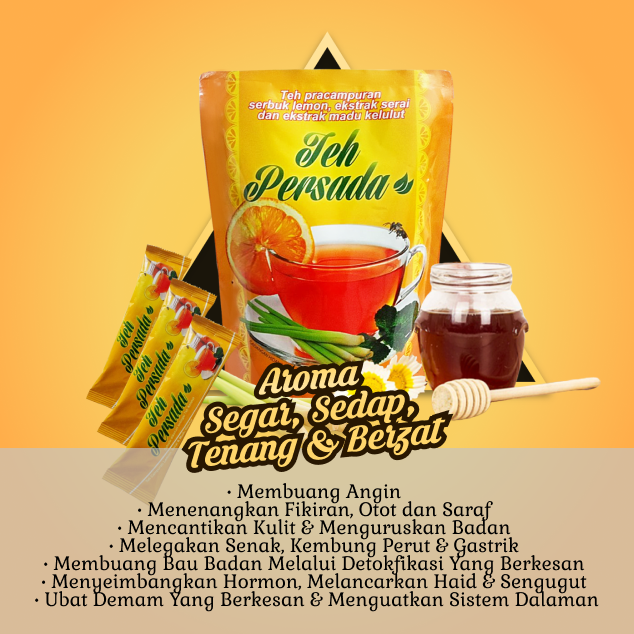 Teh pracampuran
serbuk lemon, ekstrak serai
dan ekstrak madu kelulut
Teh
Persada
Teh
Persada
Teh
Persada
Teh
Persada
Aroma
Segar, Sedap,
Tenang & Berzat
• Membuang Angin
• Menenangkan Fikiran, Otot dan Saraf
• Mencantikan Kulit & Menguruskan Badan
• Melegakan Senak, Kembung Perut & Gastrik
• Membuang Bau Badan Melalui Detokfikasi Yang Berkesan
• Menyeimbangkan Hormon, Melancarkan Haid & Sengugut
• Ubat Demam Yang Berkesan & Menguatkan Sistem Dalaman